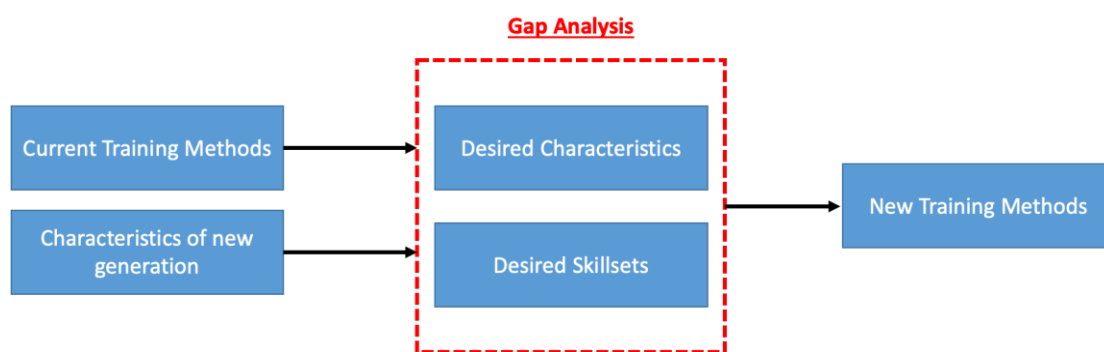 Gap Analysis
Current Training Methods
Characteristics of new
generation
Desired Characteristics
Desired Skillsets
New Training Methods